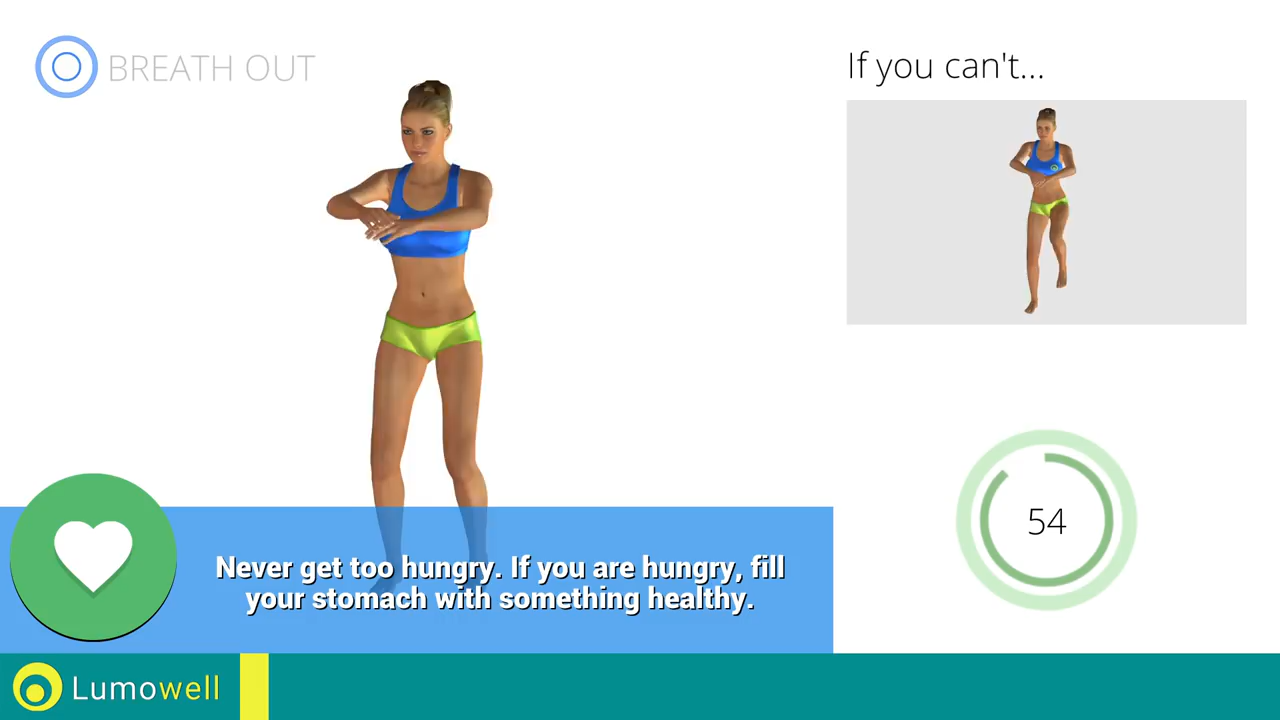 BREATH OUT
If you can't...
54
Never get too hungry. If you are hungry, fill
your stomach with something healthy.
Lumowell